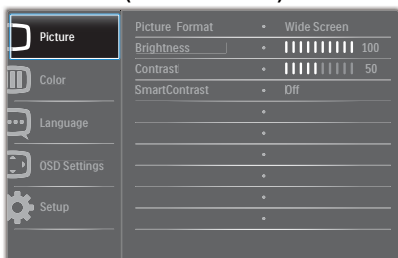 Picture
Color
Language
OSD Settings
Setup
Picture Format • Wide Screen
Brightness • 100
Contrast • 50
SmartContrast • Off
•
•
•
•
•
•